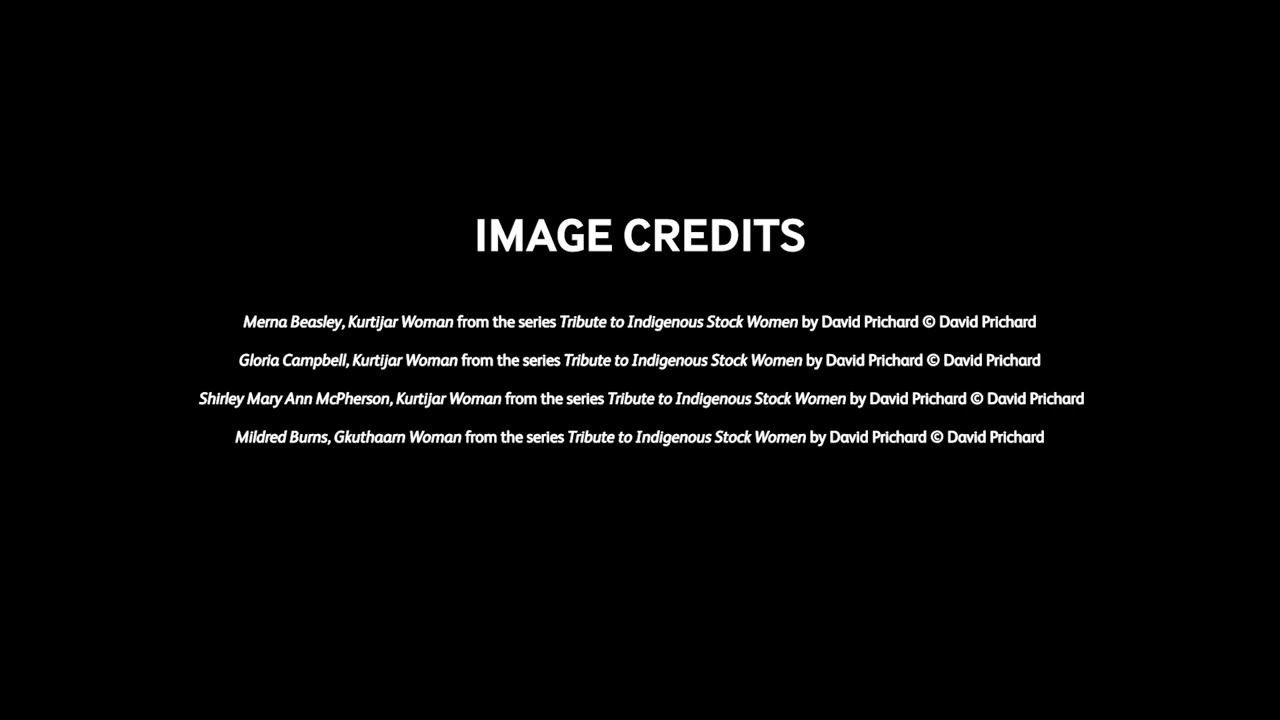 IMAGE CREDITS
Merna Beasley, Kurtijar Woman from the series Tribute to Indigenous Stock Women by David Prichard © David Prichard
Gloria Campbell, Kurtijar Woman from the series Tribute to Indigenous Stock Women by David Prichard © David Prichard
Shirley Mary Ann McPherson, Kurtijar Woman from the series Tribute to Indigenous Stock Women by David Prichard © David Prichard
Mildred Burns, Gkuthaarn Woman from the series Tribute to Indigenous Stock Women by David Prichard © David Prichard